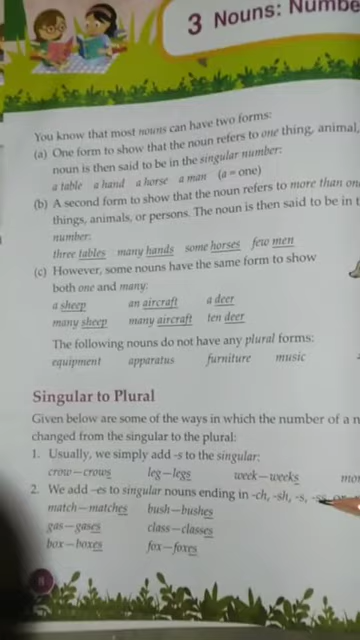 3 Nouns: Numbe
You know that most nouns can have two forms:
(a) One form to show that the noun refers to one thing, animal,
noun is then said to be in the singular number:
a table a hand a horse a man (a = one)
(b) A second form to show that the noun refers to more than one
things, animals, or persons. The noun is then said to be in t
number:
three tables many hands some horses few men
(c) However, some nouns have the same form to show
both one and many:
a sheep an aircraft a deer
many sheep many aircraft ten deer
The following nouns do not have any plural forms:
equipment apparatus furniture music
Singular to Plural
Given below are some of the ways in which the number of a n
changed from the singular to the plural:
1. Usually, we simply add -s to the singular:
crow—crows leg—legs week—weeks mo
2. We add -es to singular nouns ending in -ch, -sh, -s, -ss, or
match—matches bush—bushes
gas—gases class—classes
box—boxes fox—foxes